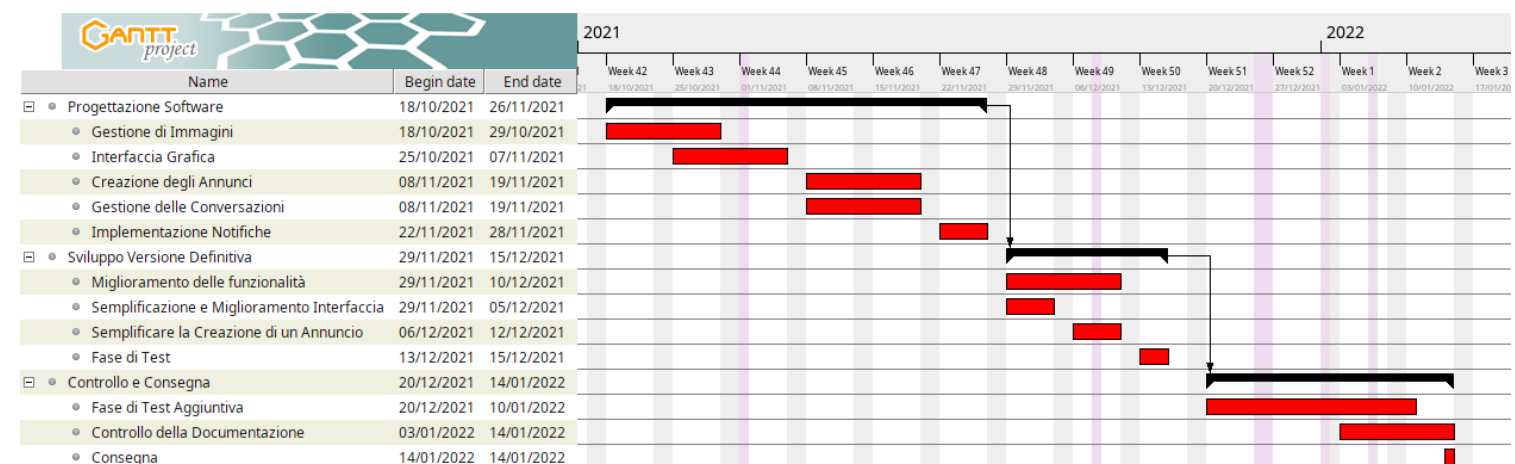 GANTT project
2021 2022
Name Begin date End date
Week 42 Week 43 Week 44 Week 45 Week 46 Week 47 Week 48 Week 49 Week 50 Week 51 Week 52 Week 1 Week 2 Week 3
21 18/10/2021 25/10/2021 01/11/2021 08/11/2021 15/11/2021 22/11/2021 29/11/2021 06/12/2021 13/12/2021 20/12/2021 27/12/2021 03/01/2022 10/01/2022 17/01/20
Progettazione Software 18/10/2021 26/11/2021
Gestione di Immagini 18/10/2021 29/10/2021
Interfaccia Grafica 25/10/2021 07/11/2021
Creazione degli Annunci 08/11/2021 19/11/2021
Gestione delle Conversazioni 08/11/2021 19/11/2021
Implementazione Notifiche 22/11/2021 28/11/2021
Sviluppo Versione Definitiva 29/11/2021 15/12/2021
Miglioramento delle funzionalità 29/11/2021 10/12/2021
Semplificazione e Miglioramento Interfaccia 29/11/2021 05/12/2021
Semplificare la Creazione di un Annuncio 06/12/2021 12/12/2021
Fase di Test 13/12/2021 15/12/2021
Controllo e Consegna 20/12/2021 14/01/2022
Fase di Test Aggiuntiva 20/12/2021 10/01/2022
Controllo della Documentazione 03/01/2022 14/01/2022
Consegna 14/01/2022 14/01/2022